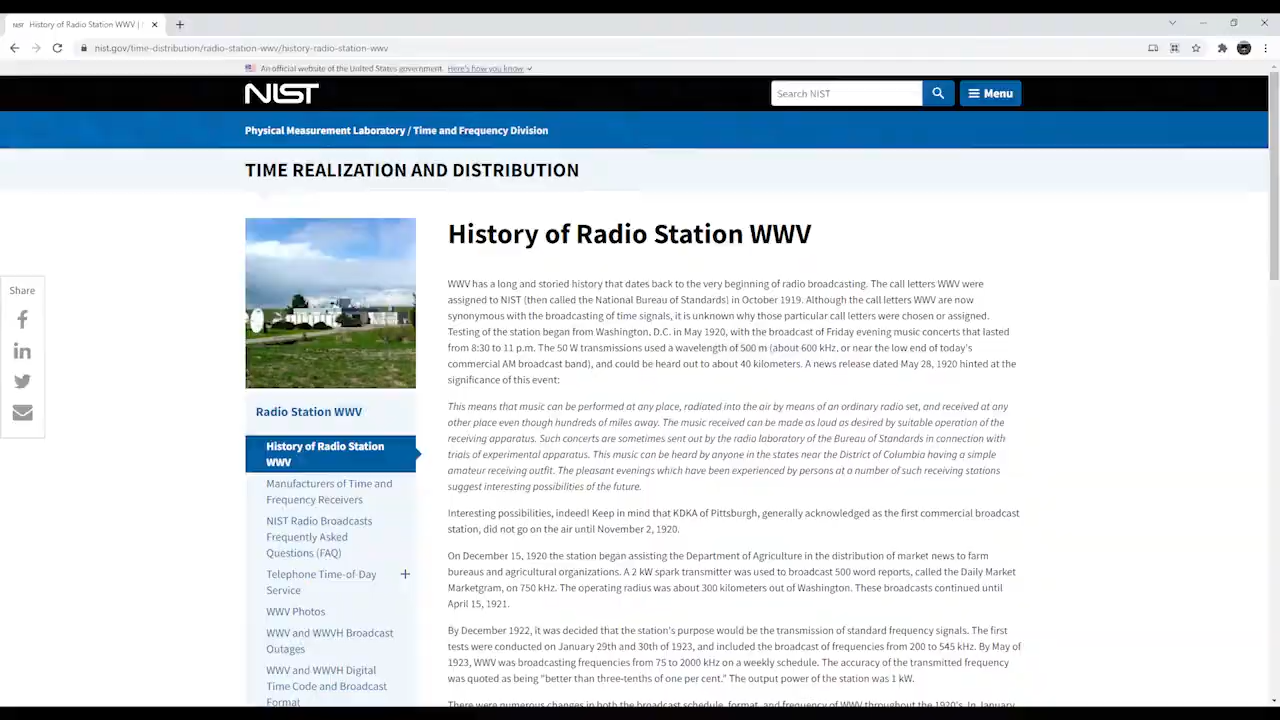 NIST History of Radio Station WWV |
nist.gov/time-distribution/radio-station-wwv/history-radio-station-wwv
An official website of the United States government Here's how you know
NIST
Search NIST
Menu
Physical Measurement Laboratory / Time and Frequency Division
TIME REALIZATION AND DISTRIBUTION
Share
Radio Station WWV
History of Radio Station
WWV
Manufacturers of Time and
Frequency Receivers
NIST Radio Broadcasts
Frequently Asked
Questions (FAQ)
Telephone Time-of-Day
Service
WWV Photos
WWV and WWVH Broadcast
Outages
WWV and WWVH Digital
Time Code and Broadcast
Format
History of Radio Station WWV
WWV has a long and storied history that dates back to the very beginning of radio broadcasting. The call letters WWV were
assigned to NIST (then called the National Bureau of Standards) in October 1919. Although the call letters WWV are now
synonymous with the broadcasting of time signals, it is unknown why those particular call letters were chosen or assigned.
Testing of the station began from Washington, D.C. in May 1920, with the broadcast of Friday evening music concerts that lasted
from 8:30 to 11 p.m. The 50 W transmissions used a wavelength of 500 m (about 600 kHz, or near the low end of today's
commercial AM broadcast band), and could be heard out to about 40 kilometers. A news release dated May 28, 1920 hinted at the
significance of this event:
This means that music can be performed at any place, radiated into the air by means of an ordinary radio set, and received at any
other place even though hundreds of miles away. The music received can be made as loud as desired by suitable operation of the
receiving apparatus. Such concerts are sometimes sent out by the radio laboratory of the Bureau of Standards in connection with
trials of experimental apparatus. This music can be heard by anyone in the states near the District of Columbia having a simple
amateur receiving outfit. The pleasant evenings which have been experienced by persons at a number of such receiving stations
suggest interesting possibilities of the future.
Interesting possibilities, indeed! Keep in mind that KDKA of Pittsburgh, generally acknowledged as the first commercial broadcast
station, did not go on the air until November 2, 1920.
On December 15, 1920 the station began assisting the Department of Agriculture in the distribution of market news to farm
bureaus and agricultural organizations. A 2 kW spark transmitter was used to broadcast 500 word reports, called the Daily Market
Marketgram, on 750 kHz. The operating radius was about 300 kilometers out of Washington. These broadcasts continued until
April 15, 1921.
By December 1922, it was decided that the station's purpose would be the transmission of standard frequency signals. The first
tests were conducted on January 29th and 30th of 1923, and included the broadcast of frequencies from 200 to 545 kHz. By May of
1923, WWV was broadcasting frequencies from 75 to 2000 kHz on a weekly schedule. The accuracy of the transmitted frequency
was quoted as being "better than three-tenths of one per cent." The output power of the station was 1 kW.
There were numerous changes in both the broadcast schedule, format, and frequency of WWV throughout the 1920's. In January